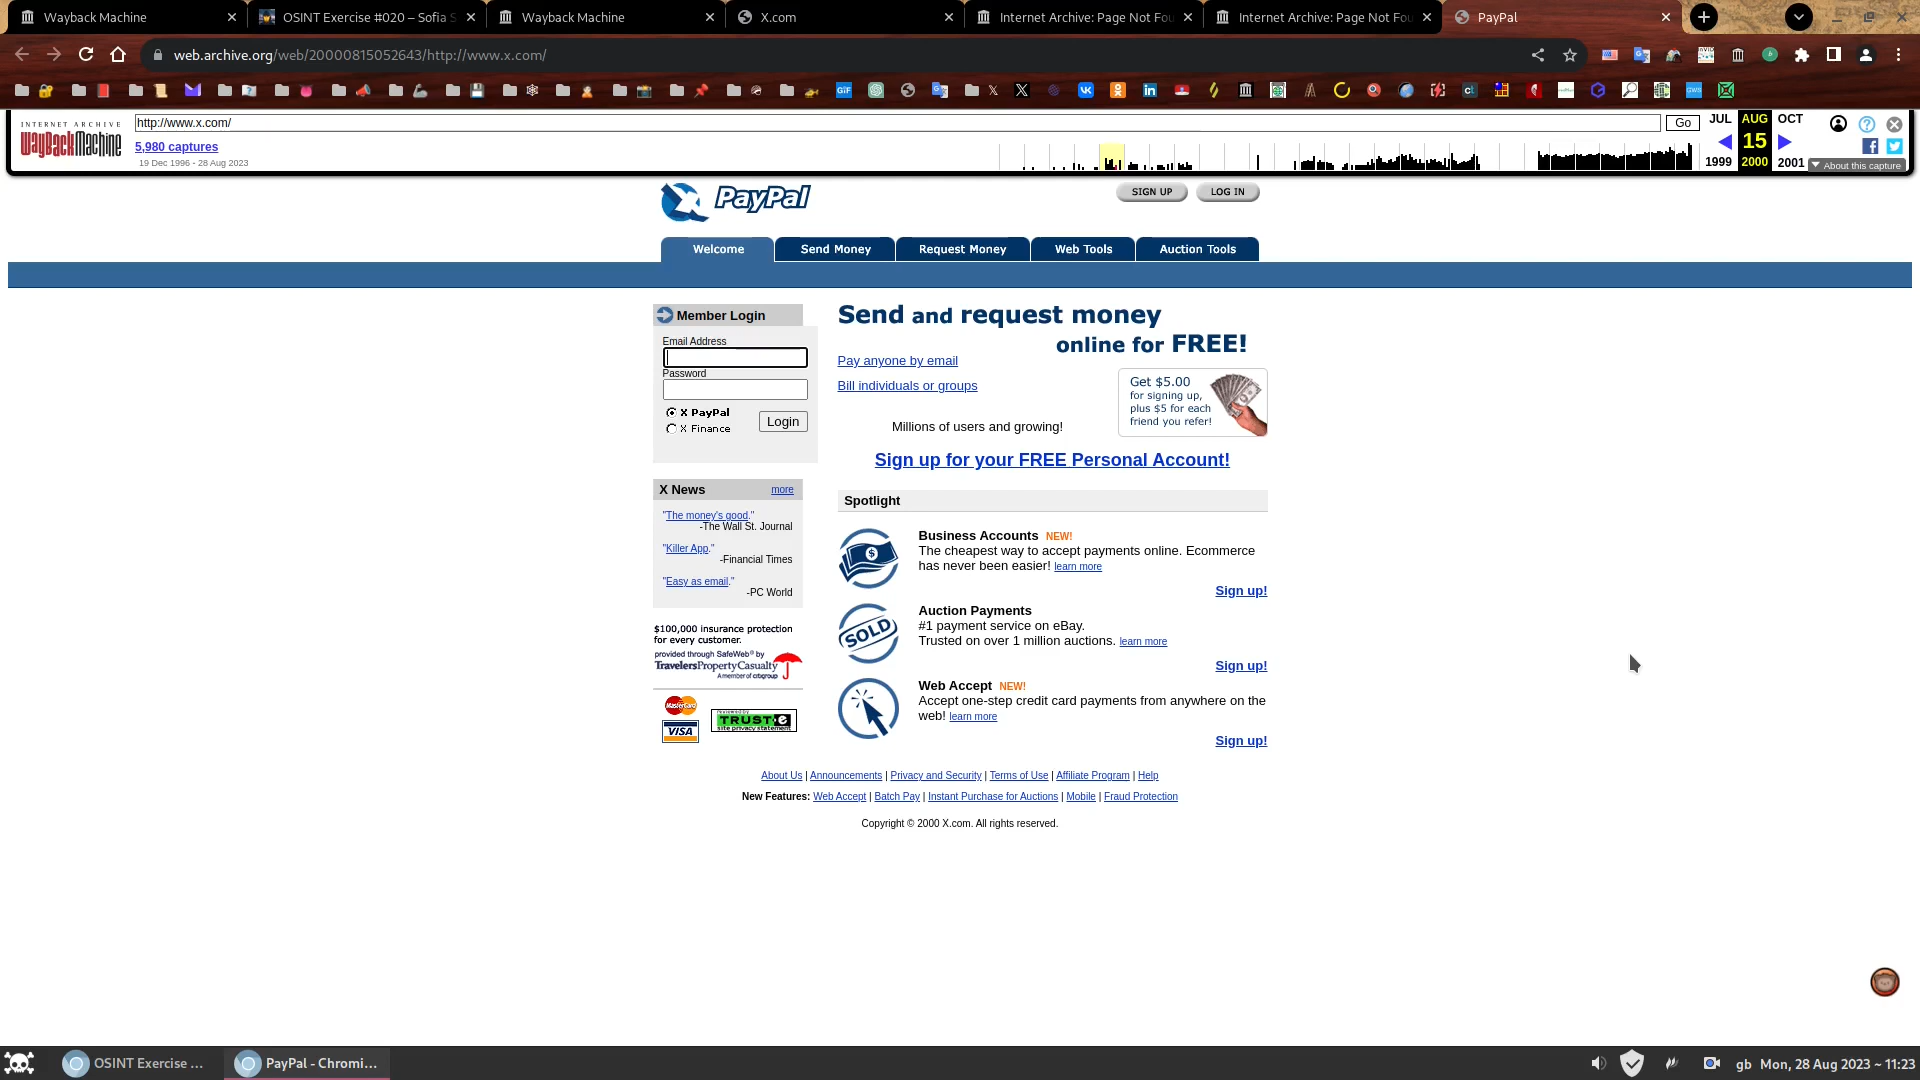 Wayback Machine
OSINT Exercise #020 – Sofia S
Wayback Machine
X.com
Internet Archive: Page Not Fou
Internet Archive: Page Not Fou
PayPal
web.archive.org/web/20000815052643/http://www.x.com/
INTERNET ARCHIVE
WayBackMachine
http://www.x.com/
Go
JUL AUG OCT
5,980 captures
15
19 Dec 1996 - 28 Aug 2023
1999 2000 2001
About this capture
X PayPal
SIGN UP
LOG IN
Welcome
Send Money
Request Money
Web Tools
Auction Tools
Member Login
Email Address
Password
X PayPal
X Finance
Login
Send and request money
online for FREE!
Pay anyone by email
Bill individuals or groups
Get $5.00
for signing up,
plus $5 for each
friend you refer!
Millions of users and growing!
Sign up for your FREE Personal Account!
X News
more
"The money's good."
-The Wall St. Journal
"Killer App."
-Financial Times
"Easy as email."
-PC World
Spotlight
Business Accounts NEW!
The cheapest way to accept payments online. Ecommerce
has never been easier! learn more
Sign up!
SOLD
Auction Payments
#1 payment service on eBay.
Trusted on over 1 million auctions. learn more
Sign up!
Web Accept NEW!
Accept one-step credit card payments from anywhere on the
web! learn more
Sign up!
$100,000 insurance protection
for every customer.
provided through SafeWeb® by
TravelersPropertyCasualty
A member of citigroup
MasterCard
VISA
reviewed by
TRUSTe
site privacy statement
About Us | Announcements | Privacy and Security | Terms of Use | Affiliate Program | Help
New Features: Web Accept | Batch Pay | Instant Purchase for Auctions | Mobile | Fraud Protection
Copyright © 2000 X.com. All rights reserved.
OSINT Exercise ...
PayPal - Chromi...
gb Mon, 28 Aug 2023 ~ 11:23